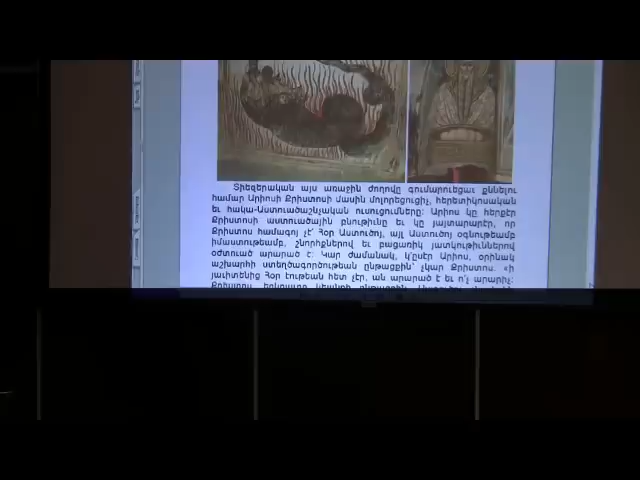 Տիեզերական այս առաջին ժողովը գումարուեցաւ քննելու
համար Արիոսի Քրիստոսի մասին մոլորեցուցիչ, հերետիկոսական
եւ հակա-Աստուածաշնչական ուսուցումները: Արիոս կը հերքէր
Քրիստոսի աստուածային բնութիւնը եւ կը յայտարարէր, որ
Քրիստոս համագոյ չէ՛ Հօր Աստուծոյ, այլ Աստուծոյ օգնութեամբ
իմաստութեամբ, շնորհքներով եւ բացառիկ յատկութիւններով
օժտուած արարած է: Կար ժամանակ, կ'ըսէր Արիոս, օրինակ
աշխարհի ստեղծագործութեան ընթացքին՝ չկար Քրիստոս. «ի
յաւիտենից Հօր էութեան հետ չէր, ան արարած է եւ ո՛չ արարիչ: